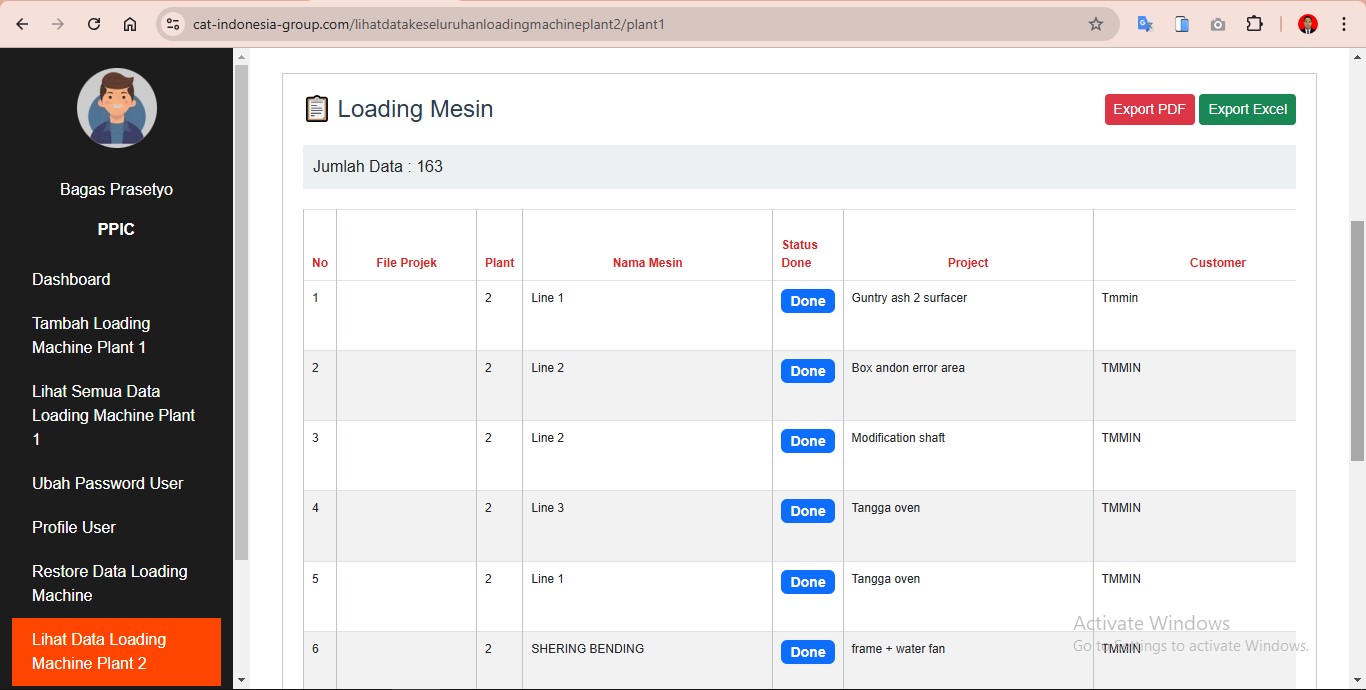 cat-indonesia-group.com/lihatdatakeseluruhanloadingmachineplant2/plant1
Bagas Prasetyo
PPIC
Dashboard
Tambah Loading
Machine Plant 1
Lihat Semua Data
Loading Machine Plant
1
Ubah Password User
Profile User
Restore Data Loading
Machine
Lihat Data Loading
Machine Plant 2
Loading Mesin
Export PDF Export Excel
Jumlah Data : 163
No File Projek Plant Nama Mesin Status Done Project Customer
1 2 Line 1 Done Guntry ash 2 surfacer Tmmin
2 2 Line 2 Done Box andon error area TMMIN
3 2 Line 2 Done Modification shaft TMMIN
4 2 Line 3 Done Tangga oven TMMIN
5 2 Line 1 Done Tangga oven TMMIN
6 2 SHERING BENDING Done frame + water fan TMMIN
Activate Windows
Go to Settings to activate Windows.